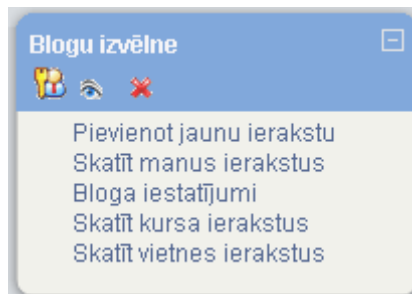 Blogu izvēlne
Pievienot jaunu ierakstu
Skatīt manus ierakstus
Bloga iestatījumi
Skatīt kursa ierakstus
Skatīt vietnes ierakstus